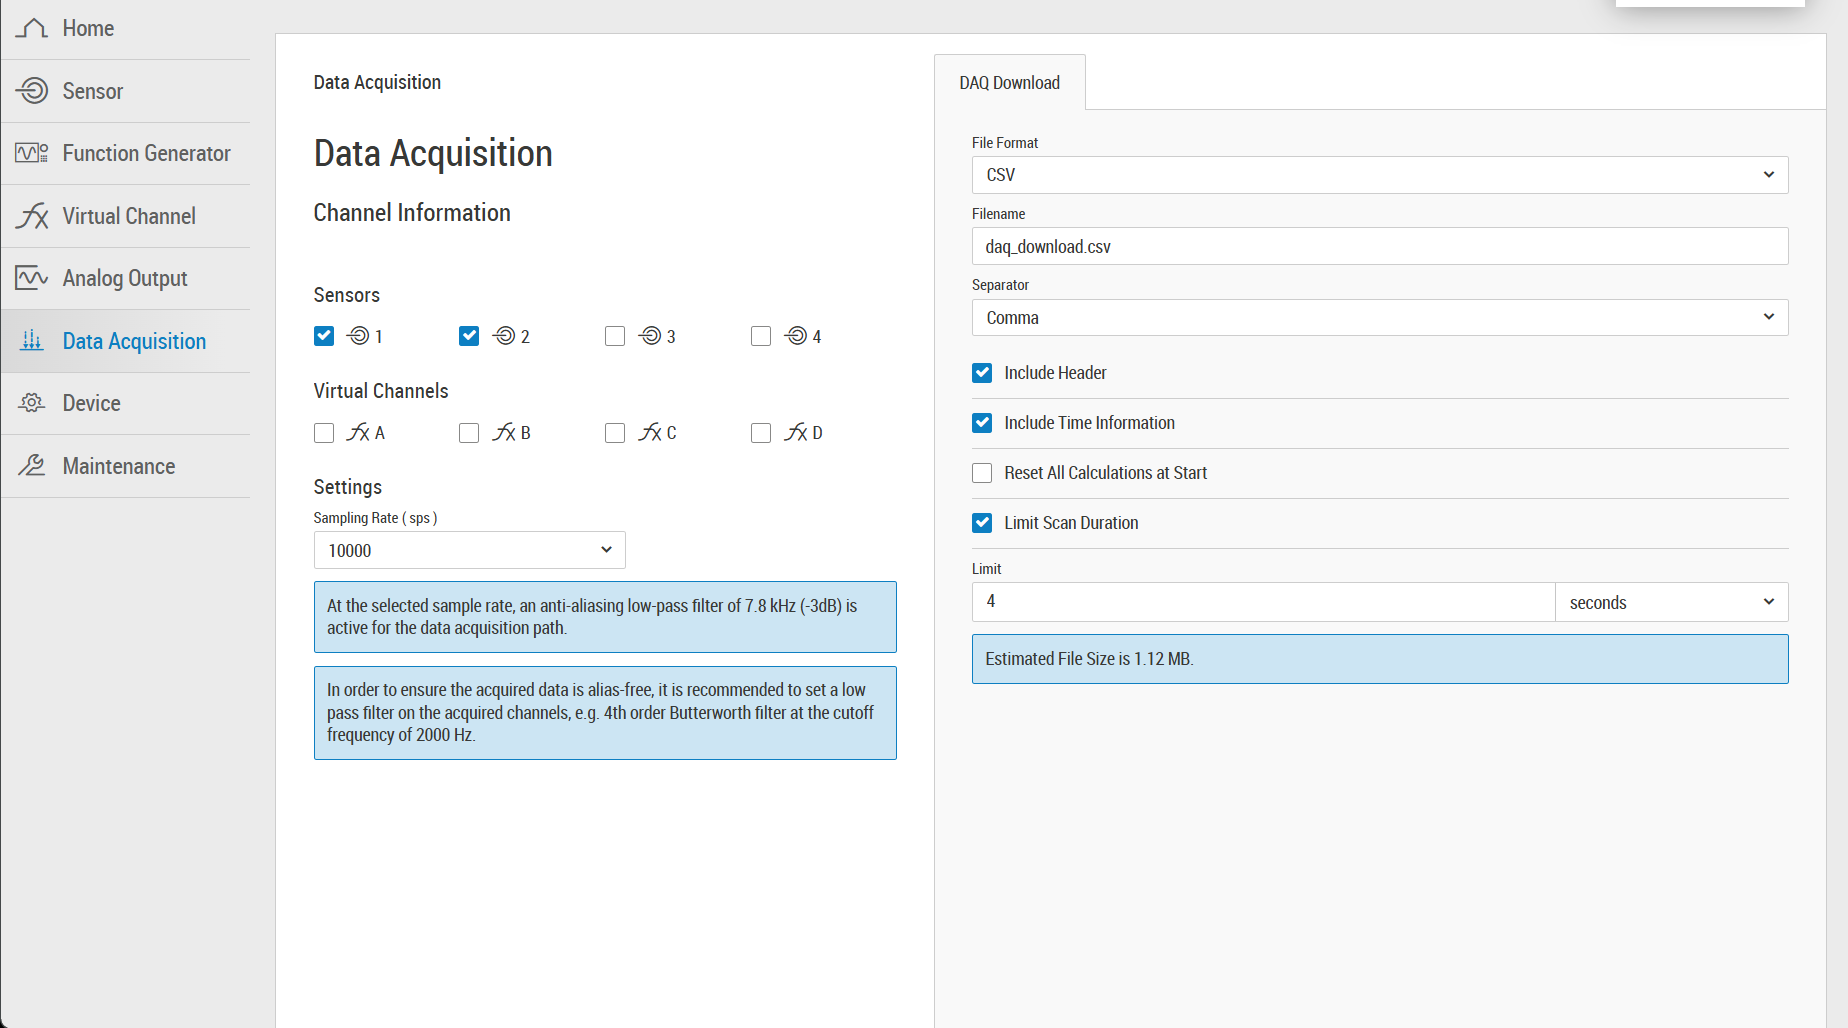 Home
Sensor
Function Generator
Virtual Channel
Analog Output
Data Acquisition
Device
Maintenance
Data Acquisition
Data Acquisition
Channel Information
Sensors
1
2
3
4
Virtual Channels
fx A
fx B
fx C
fx D
Settings
Sampling Rate ( sps )
10000
At the selected sample rate, an anti-aliasing low-pass filter of 7.8 kHz (-3dB) is
active for the data acquisition path.
In order to ensure the acquired data is alias-free, it is recommended to set a low
pass filter on the acquired channels, e.g. 4th order Butterworth filter at the cutoff
frequency of 2000 Hz.
DAQ Download
File Format
CSV
Filename
daq_download.csv
Separator
Comma
Include Header
Include Time Information
Reset All Calculations at Start
Limit Scan Duration
Limit
4
seconds
Estimated File Size is 1.12 MB.